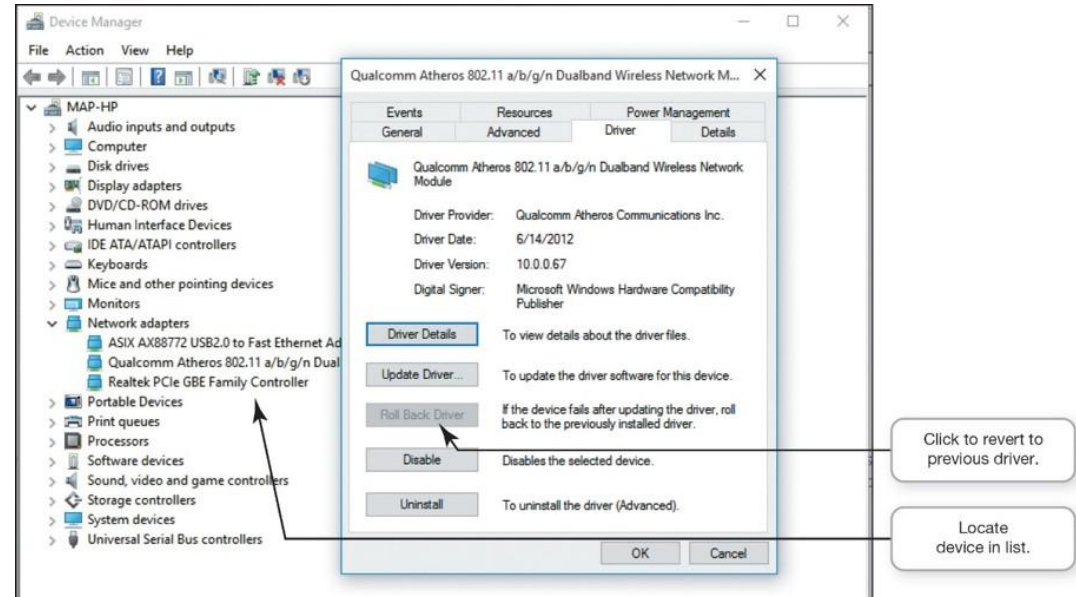 Device Manager
File Action View Help
MAP-HP
Audio inputs and outputs
Computer
Disk drives
Display adapters
DVD/CD-ROM drives
Human Interface Devices
IDE ATA/ATAPI controllers
Keyboards
Mice and other pointing devices
Monitors
Network adapters
ASIX AX88772 USB2.0 to Fast Ethernet Ad
Qualcomm Atheros 802.11 a/b/g/n Dual
Realtek PCIe GBE Family Controller
Portable Devices
Print queues
Processors
Software devices
Sound, video and game controllers
Storage controllers
System devices
Universal Serial Bus controllers
Qualcomm Atheros 802.11 a/b/g/n Dualband Wireless Network M...
Events Resources Power Management
General Advanced Driver Details
Qualcomm Atheros 802.11 a/b/g/n Dualband Wireless Network
Module
Driver Provider: Qualcomm Atheros Communications Inc.
Driver Date: 6/14/2012
Driver Version: 10.0.0.67
Digital Signer: Microsoft Windows Hardware Compatibility
Publisher
Driver Details To view details about the driver files.
Update Driver... To update the driver software for this device.
Roll Back Driver If the device fails after updating the driver, roll
back to the previously installed driver.
Disable Disables the selected device.
Uninstall To uninstall the driver (Advanced).
OK Cancel
Click to revert to
previous driver.
Locate
device in list.